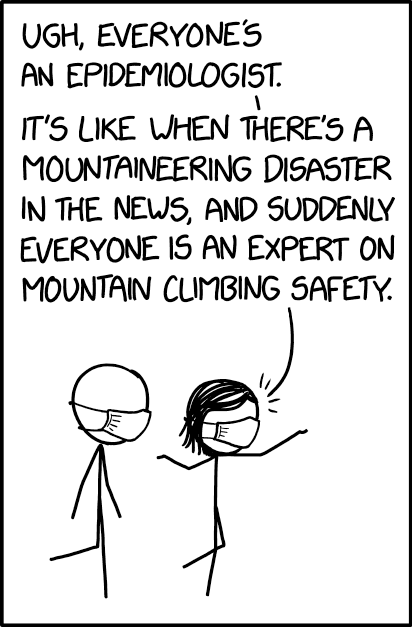 UGH, EVERYONE'S
AN EPIDEMIOLOGIST.
IT'S LIKE WHEN THERE'S A
MOUNTAINEERING DISASTER
IN THE NEWS, AND SUDDENLY
EVERYONE IS AN EXPERT ON
MOUNTAIN CLIMBING SAFETY.